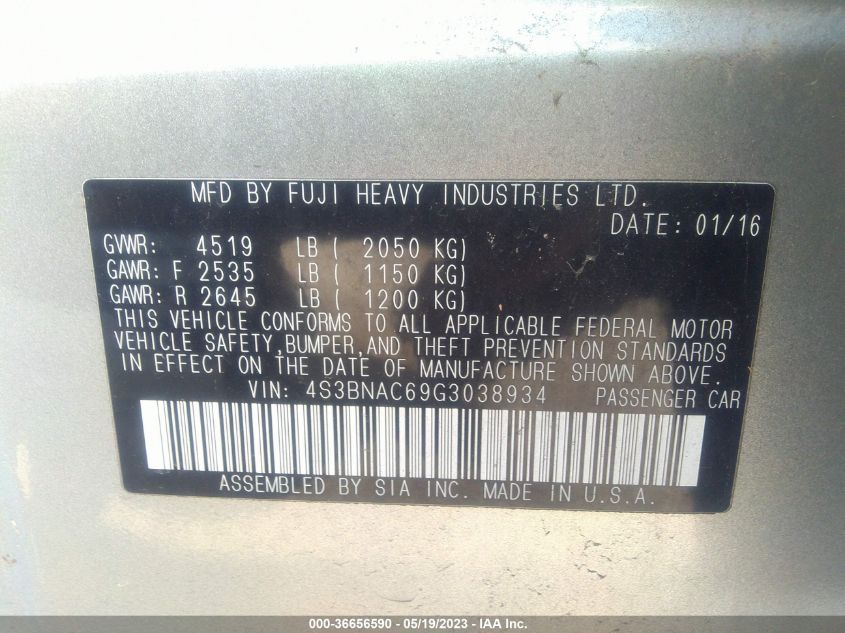 MFD BY FUJI HEAVY INDUSTRIES LTD.
DATE: 01/16
GVWR: 4519 LB ( 2050 KG)
GAWR: F 2535 LB ( 1150 KG)
GAWR: R 2645 LB ( 1200 KG)
THIS VEHICLE CONFORMS TO ALL APPLICABLE FEDERAL MOTOR
VEHICLE SAFETY,BUMPER,AND THEFT PREVENTION STANDARDS
IN EFFECT ON THE DATE OF MANUFACTURE SHOWN ABOVE.
VIN: 4S3BNAC69G3038934 PASSENGER CAR
ASSEMBLED BY SIA INC. MADE IN U.S.A.
000-36656590 - 05/19/2023 - IAA Inc.